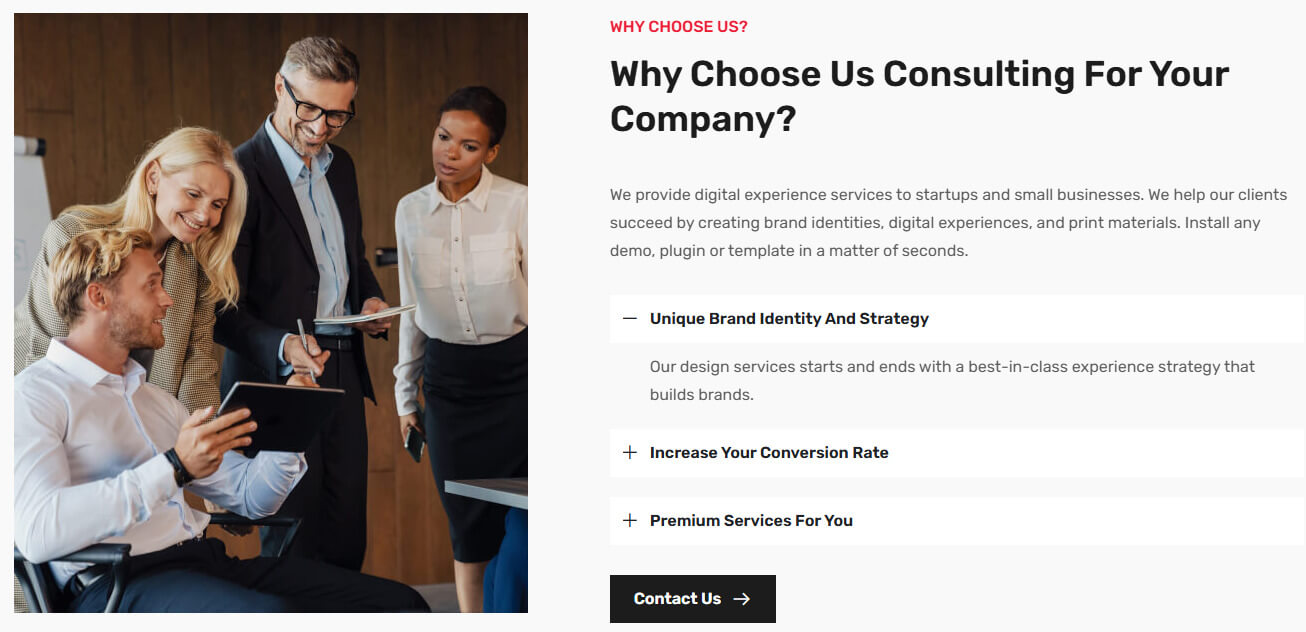 WHY CHOOSE US?
Why Choose Us Consulting For Your
Company?
We provide digital experience services to startups and small businesses. We help our clients
succeed by creating brand identities, digital experiences, and print materials. Install any
demo, plugin or template in a matter of seconds.
Unique Brand Identity And Strategy
Our design services starts and ends with a best-in-class experience strategy that
builds brands.
Increase Your Conversion Rate
Premium Services For You
Contact Us